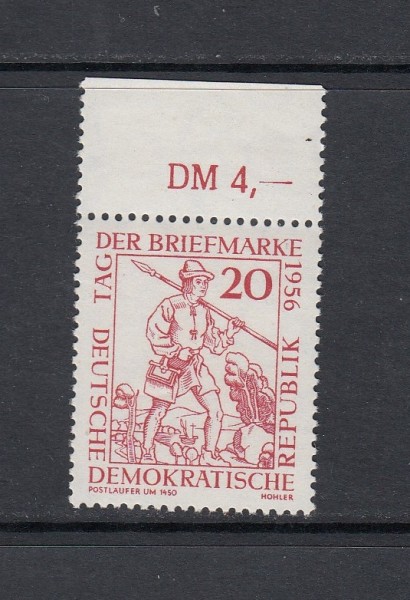 DM 4,—
TAG DER BRIEFMARKE 1956
20
DEUTSCHE DEMOKRATISCHE REPUBLIK
POSTLÄUFER UM 1450
HÖHLER